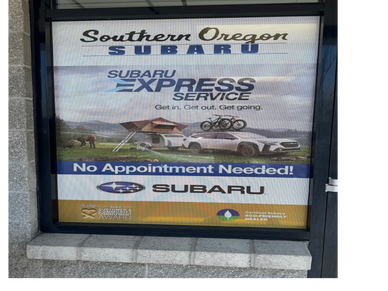 Southern Oregon
SUBARU
SUBARU
EXPRESS
SERVICE
Get in. Get out. Get going.
No Appointment Needed!
SUBARU